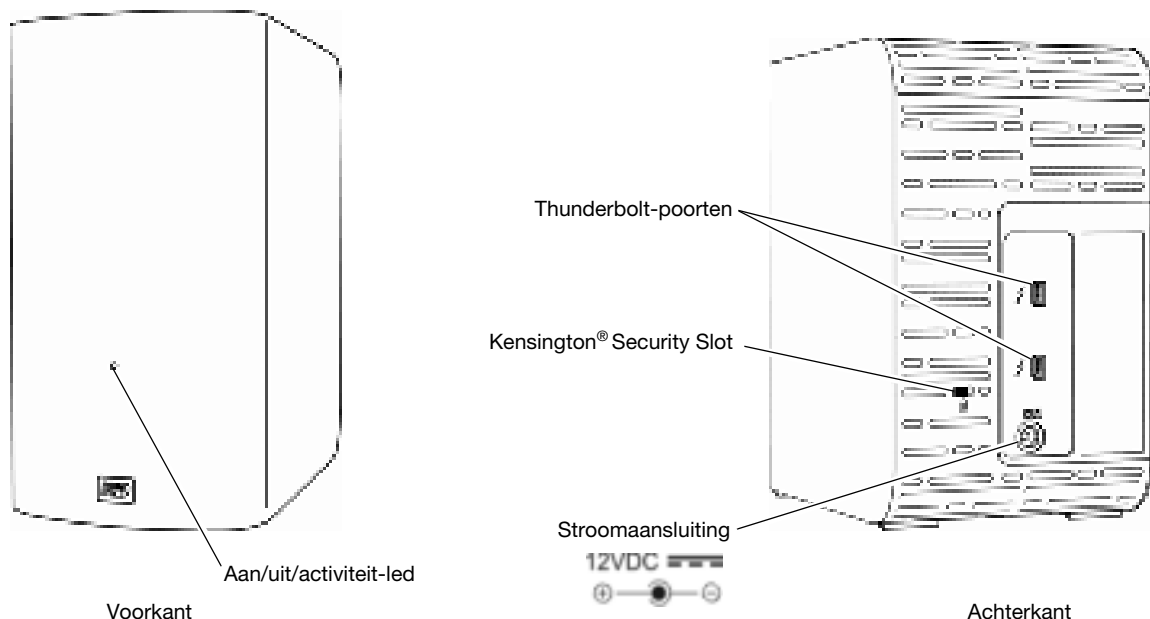 Thunderbolt-poorten
Kensington® Security Slot
Stroomaansluiting
12VDC
Aan/uit/activiteit-led
Voorkant
Achterkant